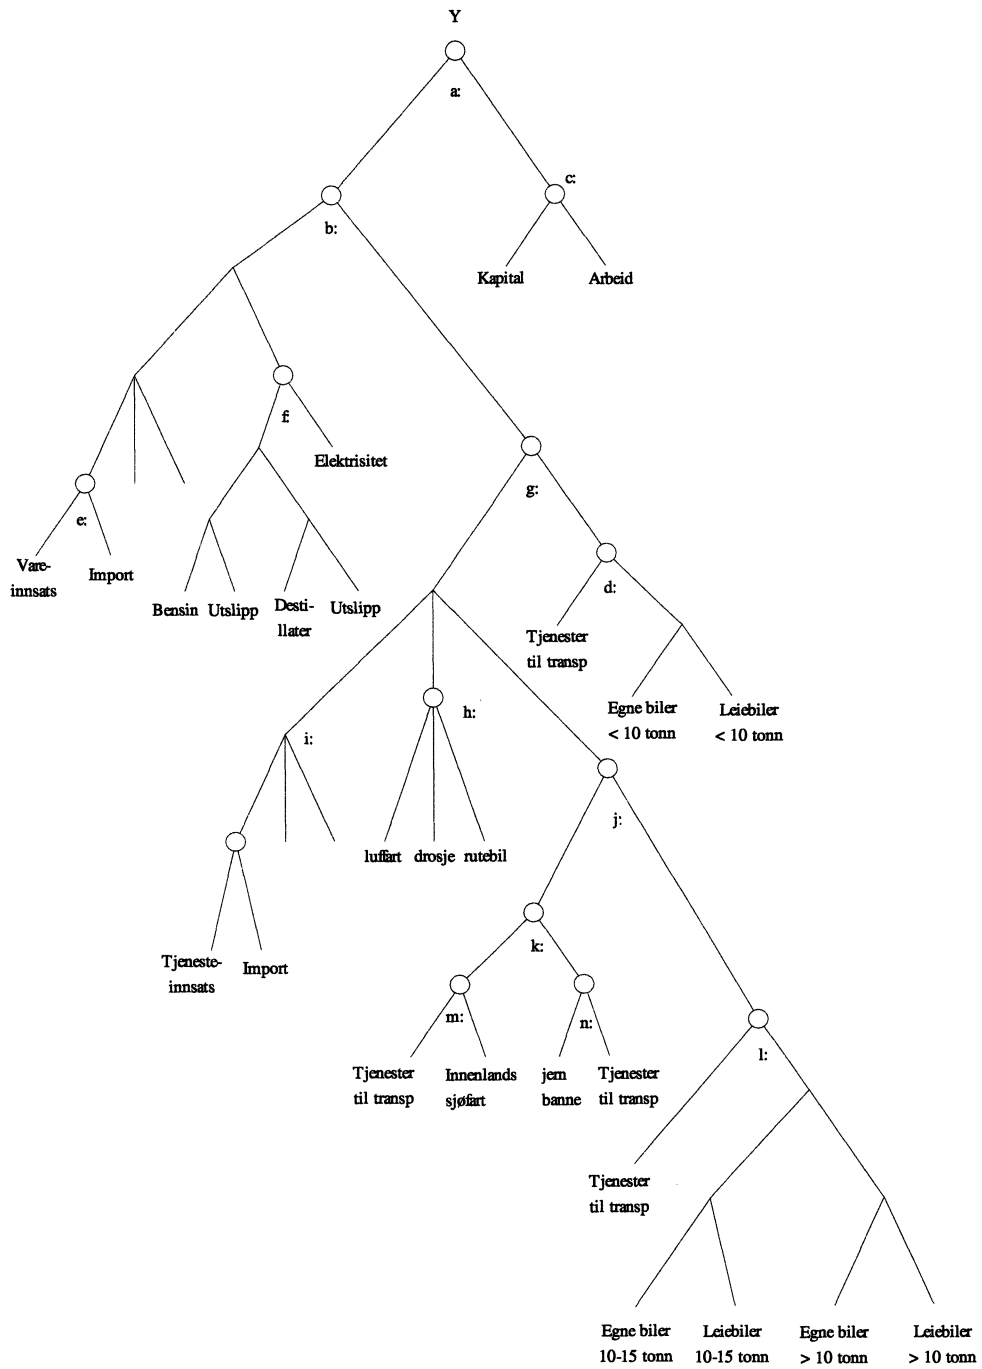 Y
a:
c:
b:
Kapital
Arbeid
f:
Elektrisitet
g:
e:
Vare-
innsats
Import
Bensin
Utslipp
Desti-
llater
Utslipp
d:
Tjenester
til transp
Egne biler
< 10 tonn
Leiebiler
< 10 tonn
h:
i:
j:
luftfart
drosje
rutebil
k:
Tjeneste-
innsats
Import
m:
n:
l:
Tjenester
til transp
Innenlands
sjøfart
jern
banne
Tjenester
til transp
Tjenester
til transp
Egne biler
10-15 tonn
Leiebiler
10-15 tonn
Egne biler
> 10 tonn
Leiebiler
> 10 tonn